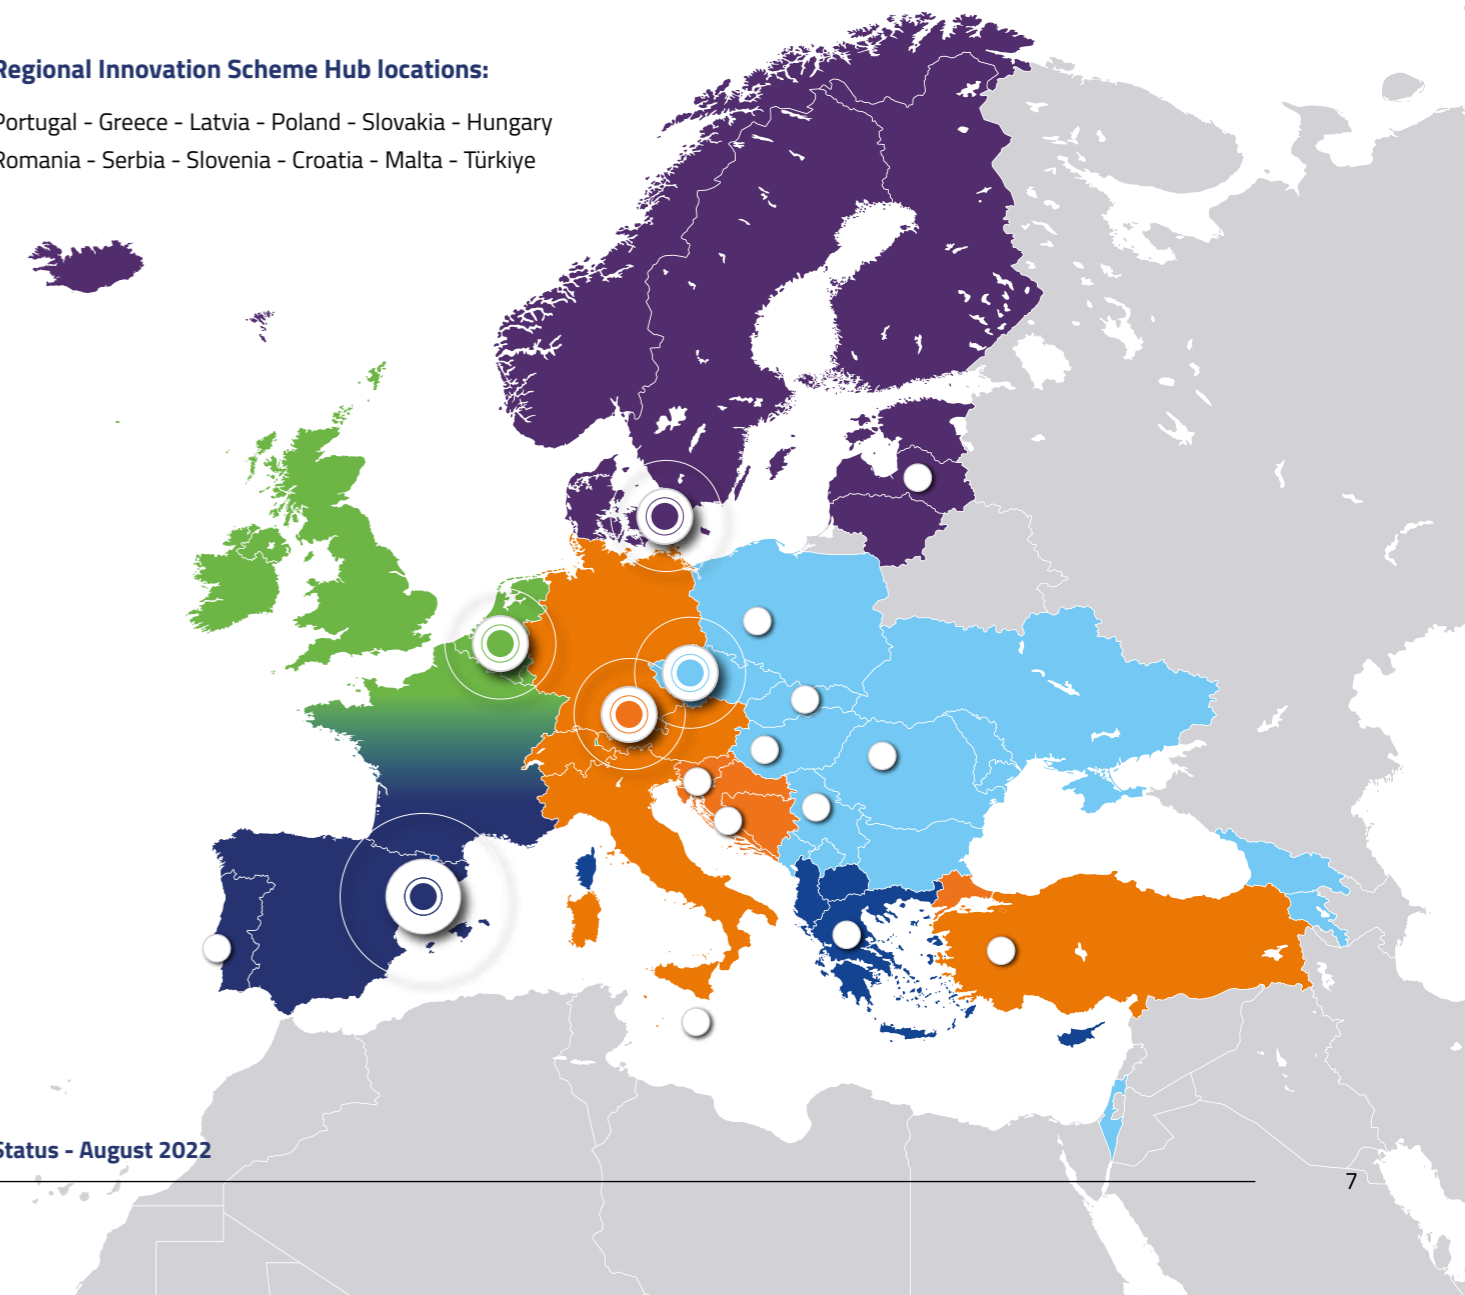 Regional Innovation Scheme Hub locations:
Portugal - Greece - Latvia - Poland - Slovakia - Hungary
Romania - Serbia - Slovenia - Croatia - Malta - Türkiye
Status - August 2022
7